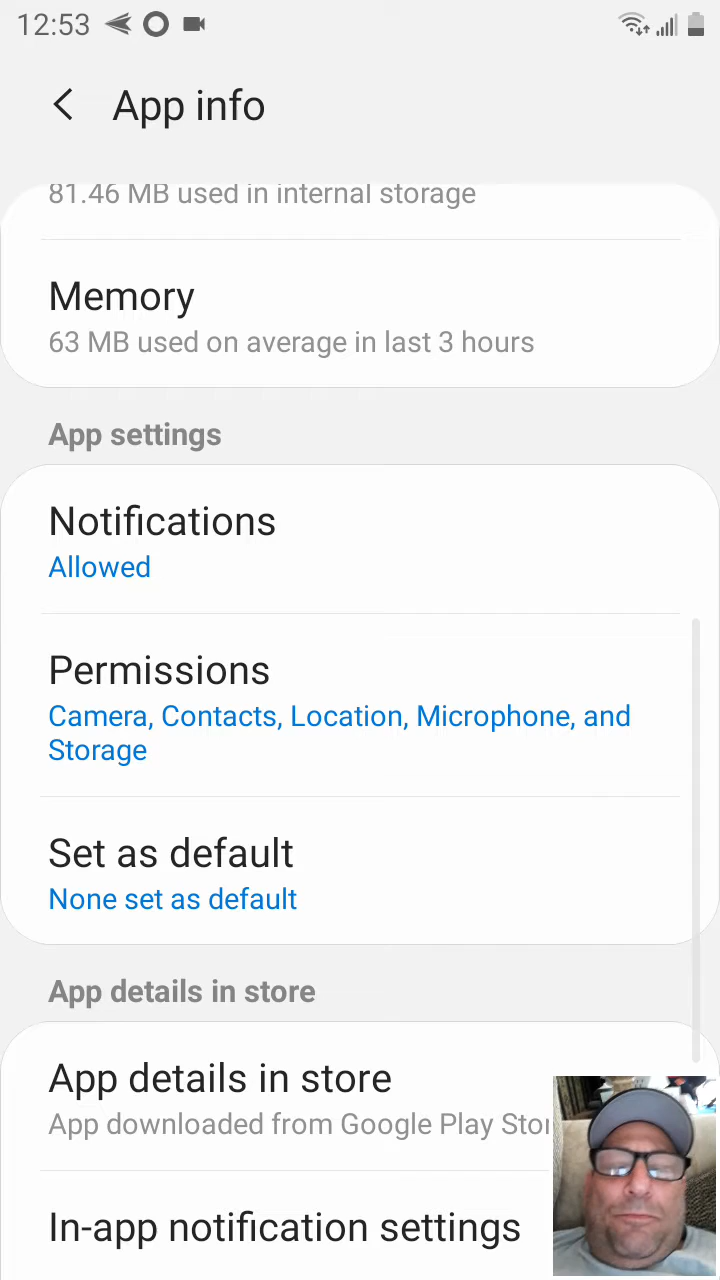 12:53
App info
81.46 MB used in internal storage
Memory
63 MB used on average in last 3 hours
App settings
Notifications
Allowed
Permissions
Camera, Contacts, Location, Microphone, and
Storage
Set as default
None set as default
App details in store
App details in store
App downloaded from Google Play
In-app notification settings